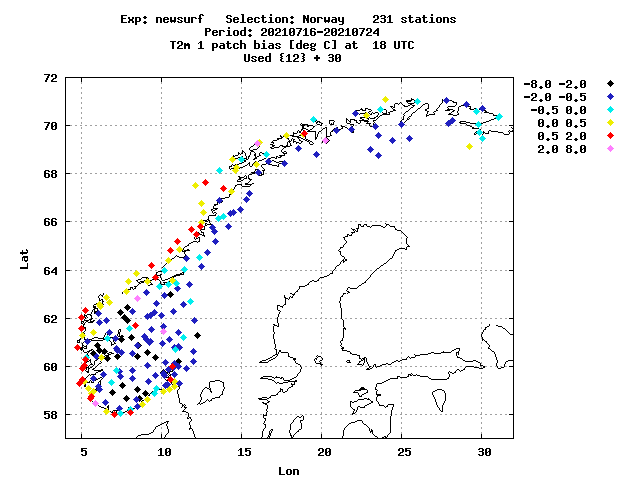 Exp: newsurf   Selection: Norway    231 stations
Period: 20210716-20210724
T2m 1 patch bias [deg C] at  18 UTC
Used {12} + 30
-8.0 -2.0
-2.0 -0.5
-0.5 0.0
0.0 0.5
0.5 2.0
2.0 8.0
72
70
68
66
64
62
60
58
Lat
5 10 15 20 25 30
Lon